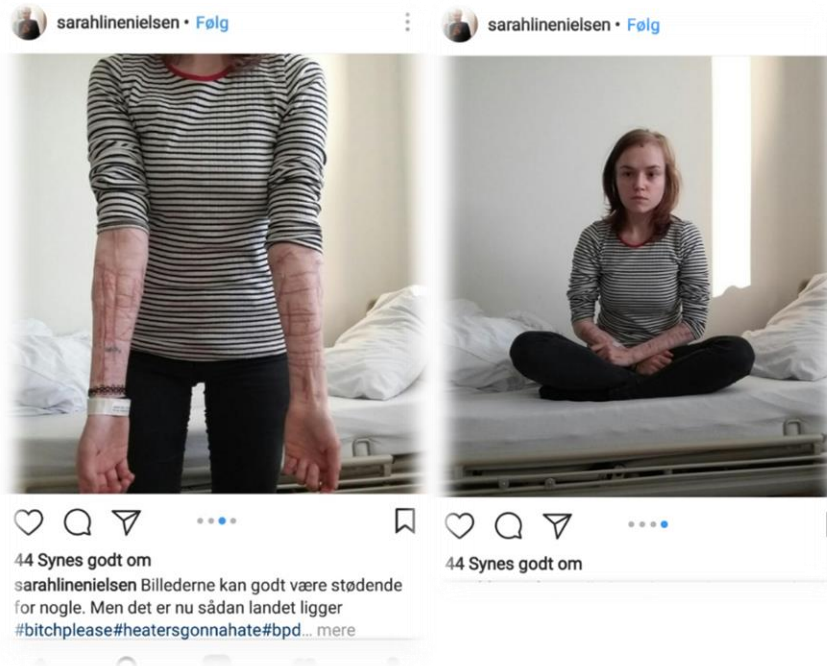 sarahlinenielsen • Følg
44 Synes godt om
sarahlinenielsen Billederne kan godt være stødende
for nogle. Men det er nu sådan landet ligger
#bitchplease#heatersgonnahate#bpd... mere
sarahlinenielsen • Følg
44 Synes godt om